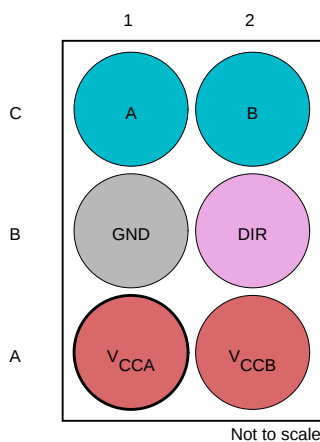 1 2
C A B
B GND DIR
A VCCA VCCB
Not to scale